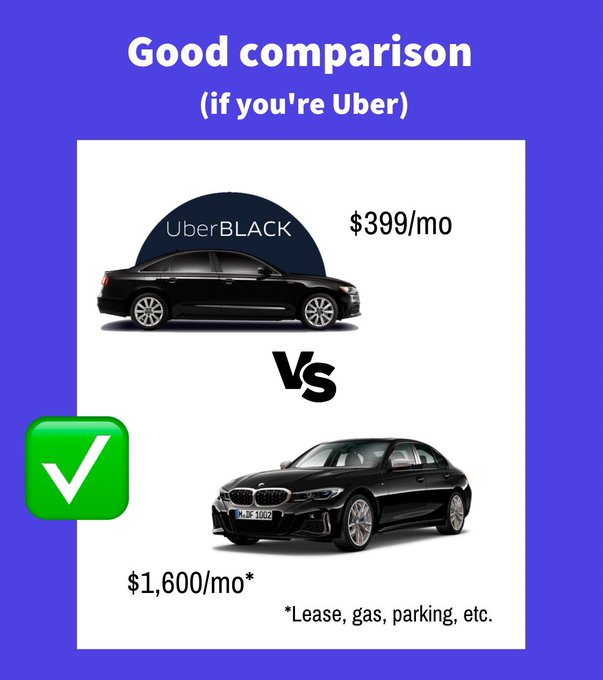 Good comparison
(if you're Uber)
UberBLACK
$399/mo
VS
M·DF 1002
$1,600/mo*
*Lease, gas, parking, etc.